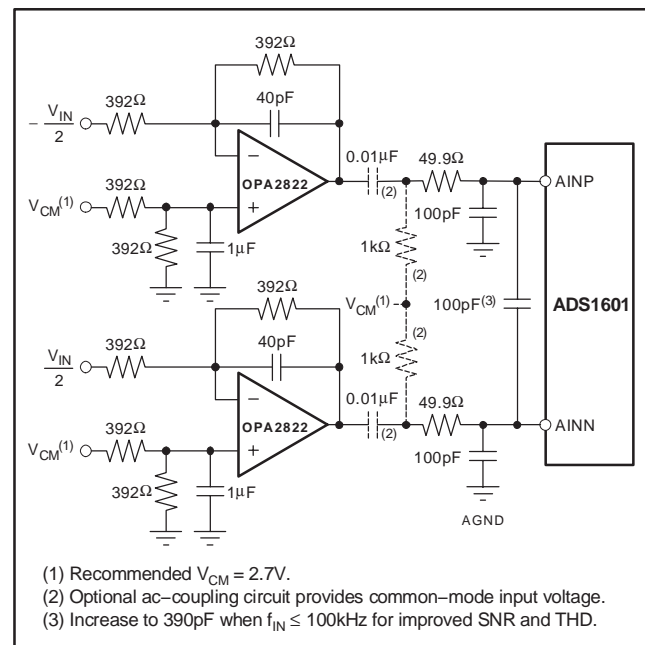 392Ω
40pF
392Ω
− V_IN/2
OPA2822
0.01µF
(2)
49.9Ω
392Ω
V_CM(1)
392Ω
1µF
100pF
AINP
1kΩ
(2)
392Ω
V_CM(1)
100pF(3)
ADS1601
40pF
392Ω
V_IN/2
(2)
1kΩ
OPA2822
0.01µF
(2)
49.9Ω
AINN
392Ω
V_CM(1)
392Ω
1µF
100pF
AGND
(1) Recommended V_CM = 2.7V.
(2) Optional ac−coupling circuit provides common−mode input voltage.
(3) Increase to 390pF when f_IN ≤ 100kHz for improved SNR and THD.